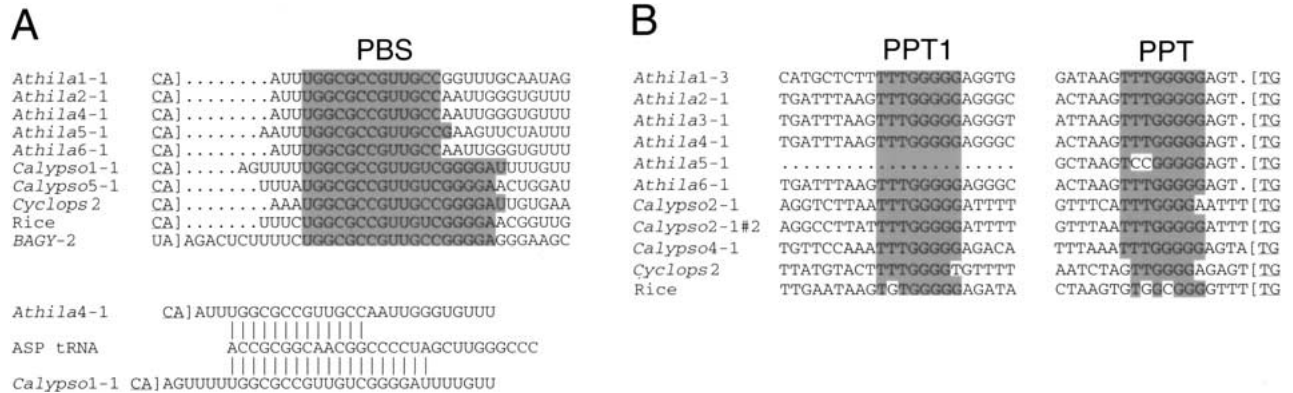 A
PBS
Athila1-1 CA]........AUUUGGCGCCGUUGCCGGUUUGCAAUAG
Athila2-1 CA]........AUUUGGCGCCGUUGCCAAUUGGGUGUUU
Athila4-1 CA]........AUUUGGCGCCGUUGCCAAUUGGGUGUUU
Athila5-1 CA].......AAUUUGGCGCCGUUGCCGAAGUUCUAUUU
Athila6-1 CA]........AUUUGGCGCCGUUGCCAAUUGGGUGUUU
Calypso1-1 CA].....AGUUUUUGGCGCCGUUGUCGGGGAUUUUGUU
Calypso5-1 CA].......UUUAUGGCGCCGUUGUCGGGGAACUGGAU
Cyclops2 CA]........AAAUGGCGCCGUUGCCGGGGAUUGUGAA
Rice CA].......UUUCUGGCGCCGUUGUCGGGGAACGGUUG
BAGY-2 UA]AGACUCUUUUCUGGCGCCGUUGCCGGGGAGGGAAGC
Athila4-1 CA]AUUUGGCGCCGUUGCCAAUUGGGUGUUU
ASP tRNA ACCGCGGCAACGGCCCCUAGCUUGGGCCC
Calypso1-1 CA]AGUUUUUGGCGCCGUUGUCGGGGAUUUUGUU
B
PPT1 PPT
Athila1-3 CATGCTCTTTTTGGGGGAGGTG GATAAGTTTGGGGGAGT.[TG
Athila2-1 TGATTTAAGTTTGGGGGAGGGC ACTAAGTTTGGGGGAGT.[TG
Athila3-1 TGATTTAAGTTTGGGGGAGGGT ATTAAGTTTGGGGGAGT.[TG
Athila4-1 TGATTTAAGTTTGGGGGAGGGC ACTAAGTTTGGGGGAGT.[TG
Athila5-1 ...................... GCTAAGTCCGGGGGAGT.[TG
Athila6-1 TGATTTAAGTTTGGGGGAGGGC ACTAAGTTTGGGGGAGT.[TG
Calypso2-1 AGGTCTTAATTTGGGGGATTTT GTTTCATTTGGGGAATTT[TG
Calypso2-1#2 AGGCCTTATTTTGGGGGATTTT GTTTAATTTGGGGGATTT[TG
Calypso4-1 TGTTCCAAATTTGGGGGAGACA TTTAAATTTGGGGGAGTA[TG
Cyclops2 TTATGTACTTTTGGGGTGTTTT AATCTAGTTGGGGAGAGT[TG
Rice TTGAATAAGTGTGGGGGAGATA CTAAGTGTGGCGGGGTTT[TG